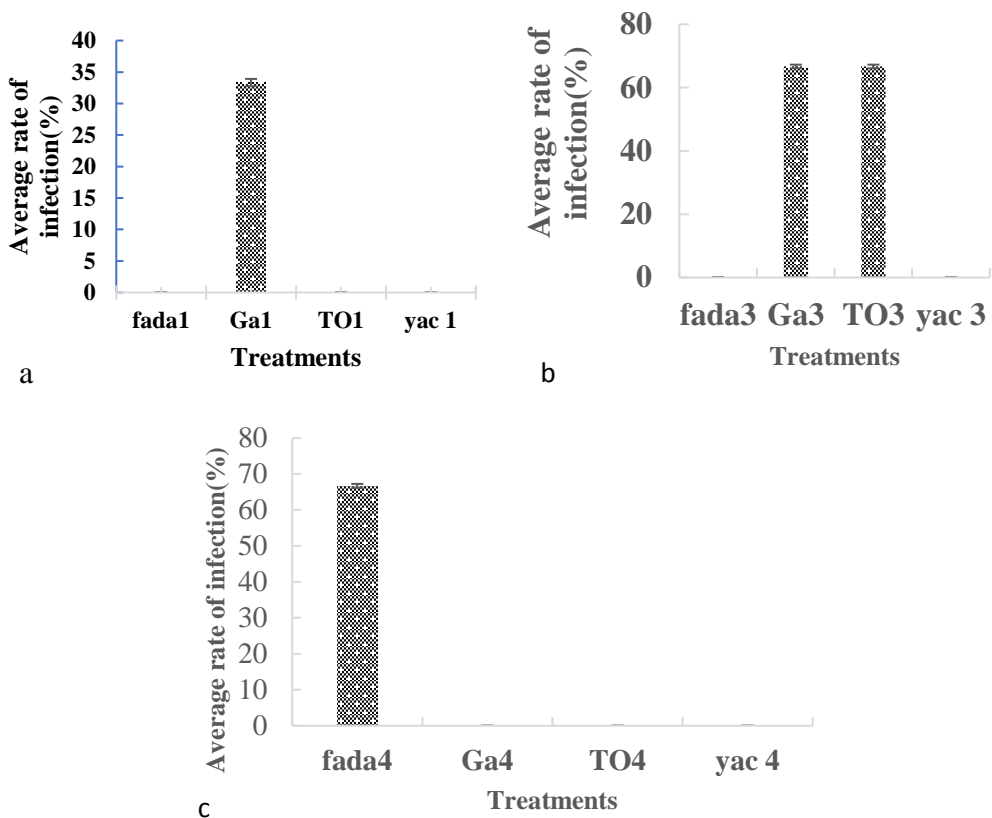 40
35
30
25
20
15
10
5
0
Average rate of
infection(%)
fada1 Ga1 TO1 yac 1
Treatments
a
80
60
40
20
0
Average rate of
infection(%)
fada3 Ga3 TO3 yac 3
Treatments
b
80
70
60
50
40
30
20
10
0
Average rate of infection(%)
fada4 Ga4 TO4 yac 4
Treatments
c